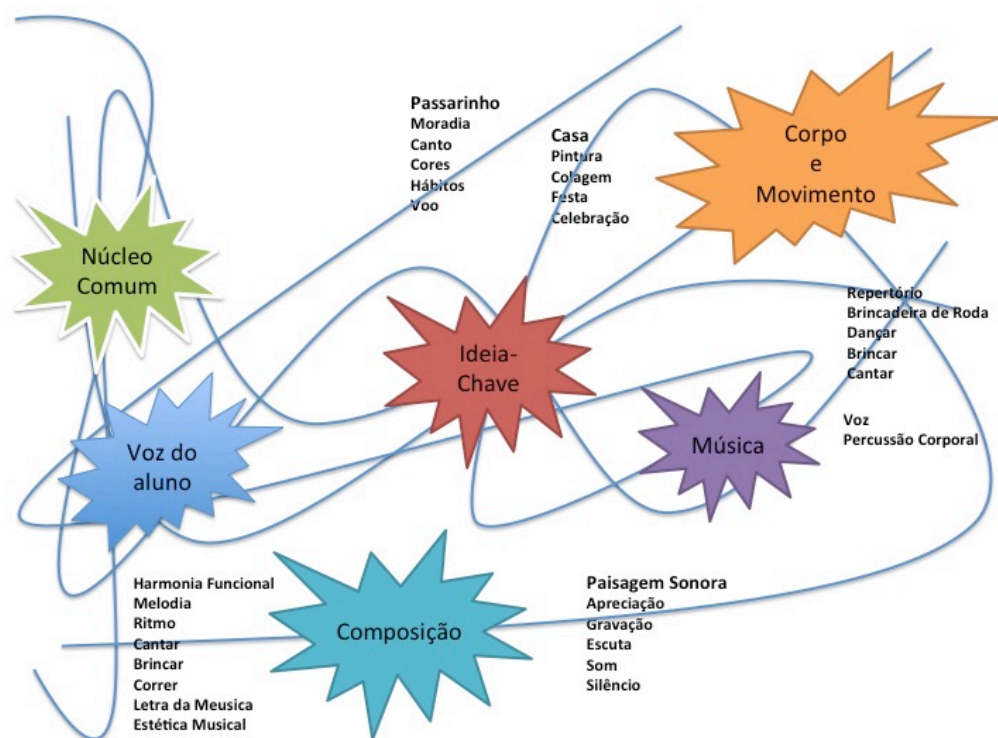 Passarinho
Moradia
Canto
Cores
Hábitos
Voo
Casa
Pintura
Colagem
Festa
Celebração
Corpo
e
Movimento
Núcleo
Comum
Ideia-
Chave
Repertório
Brincadeira de Roda
Dançar
Brincar
Cantar
Voz
Percussão Corporal
Voz do
aluno
Música
Harmonia Funcional
Melodia
Ritmo
Cantar
Brincar
Correr
Letra da Meusica
Estética Musical
Composição
Paisagem Sonora
Apreciação
Gravação
Escuta
Som
Silêncio